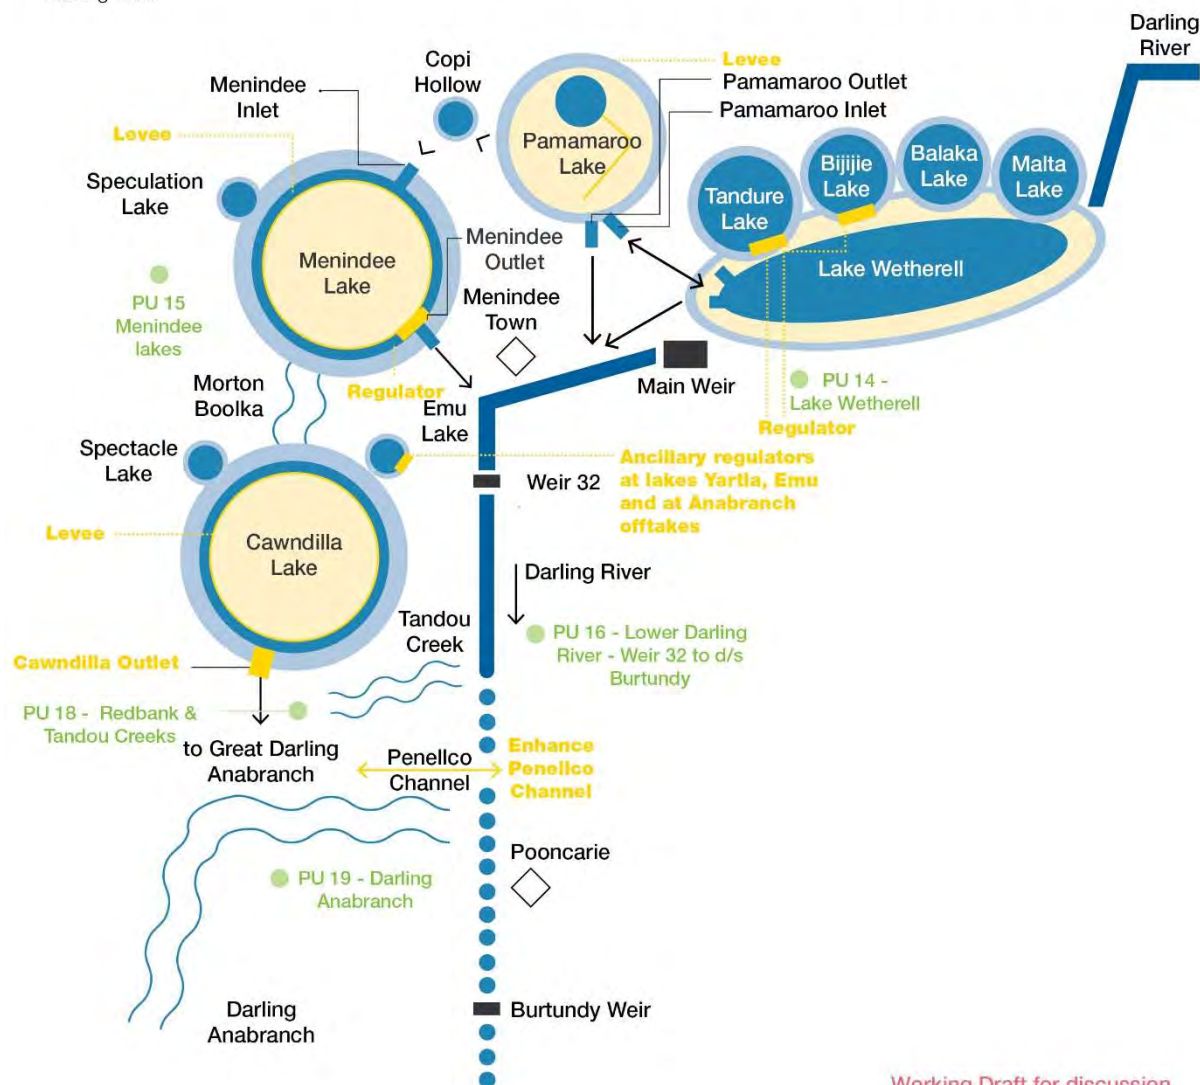 Darling
River
Copi
Hollow
Levee
Pamamaroo Outlet
Pamamaroo Inlet
Menindee
Inlet
Levee
Pamamaroo
Lake
Speculation
Lake
Tandure
Lake
Bijijie
Lake
Balaka
Lake
Malta
Lake
Menindee
Lake
Menindee
Outlet
Lake Wetherell
PU 15
Menindee
lakes
Menindee
Town
Main Weir
Morton
Boolka
Regulator
Emu
Lake
PU 14 -
Lake Wetherell
Regulator
Spectacle
Lake
Ancillary regulators
at lakes Yartla, Emu
and at Anabranch
offtakes
Weir 32
Levee
Cawndilla
Lake
Darling River
Tandou
Creek
PU 16 - Lower Darling
River - Weir 32 to d/s
Burtundy
Cawndilla Outlet
PU 18 - Redbank &
Tandou Creeks
to Great Darling
Anabranch
Penellco
Channel
Enhance
Penellco
Channel
Pooncarie
PU 19 - Darling
Anabranch
Darling
Anabranch
Burtundy Weir
Working Draft for discussion